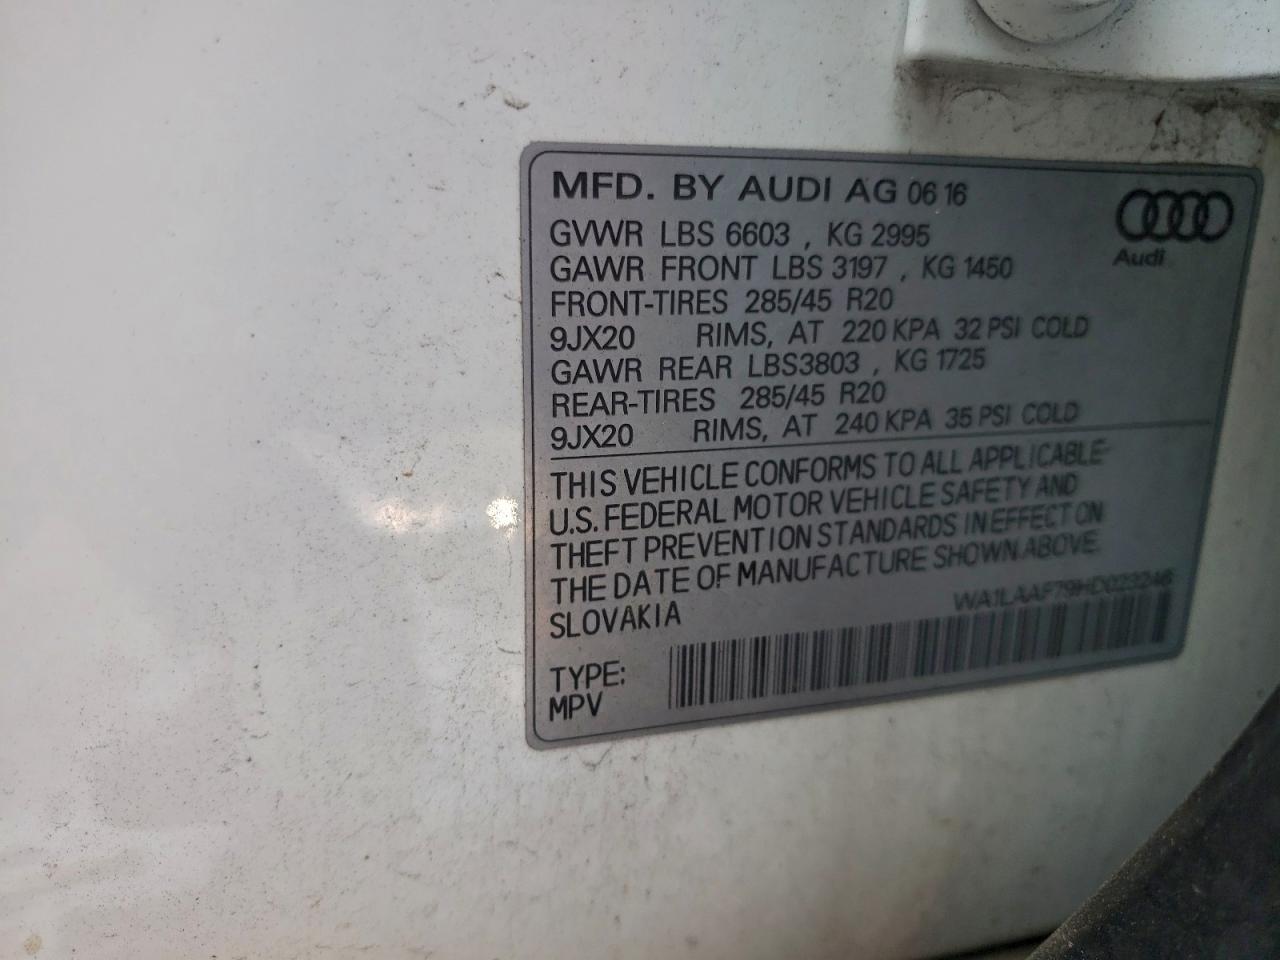 MFD. BY AUDI AG 06 16
GVWR LBS 6603 , KG 2995
GAWR FRONT LBS 3197 , KG 1450
FRONT-TIRES 285/45 R20
9JX20 RIMS, AT 220 KPA 32 PSI COLD
GAWR REAR LBS3803 , KG 1725
REAR-TIRES 285/45 R20
9JX20 RIMS, AT 240 KPA 35 PSI COLD
Audi
THIS VEHICLE CONFORMS TO ALL APPLICABLE
U.S. FEDERAL MOTOR VEHICLE SAFETY AND
THEFT PREVENTION STANDARDS IN EFFECT ON
THE DATE OF MANUFACTURE SHOWN ABOVE.
SLOVAKIA
WA1LAAF79HD023246
TYPE:
MPV